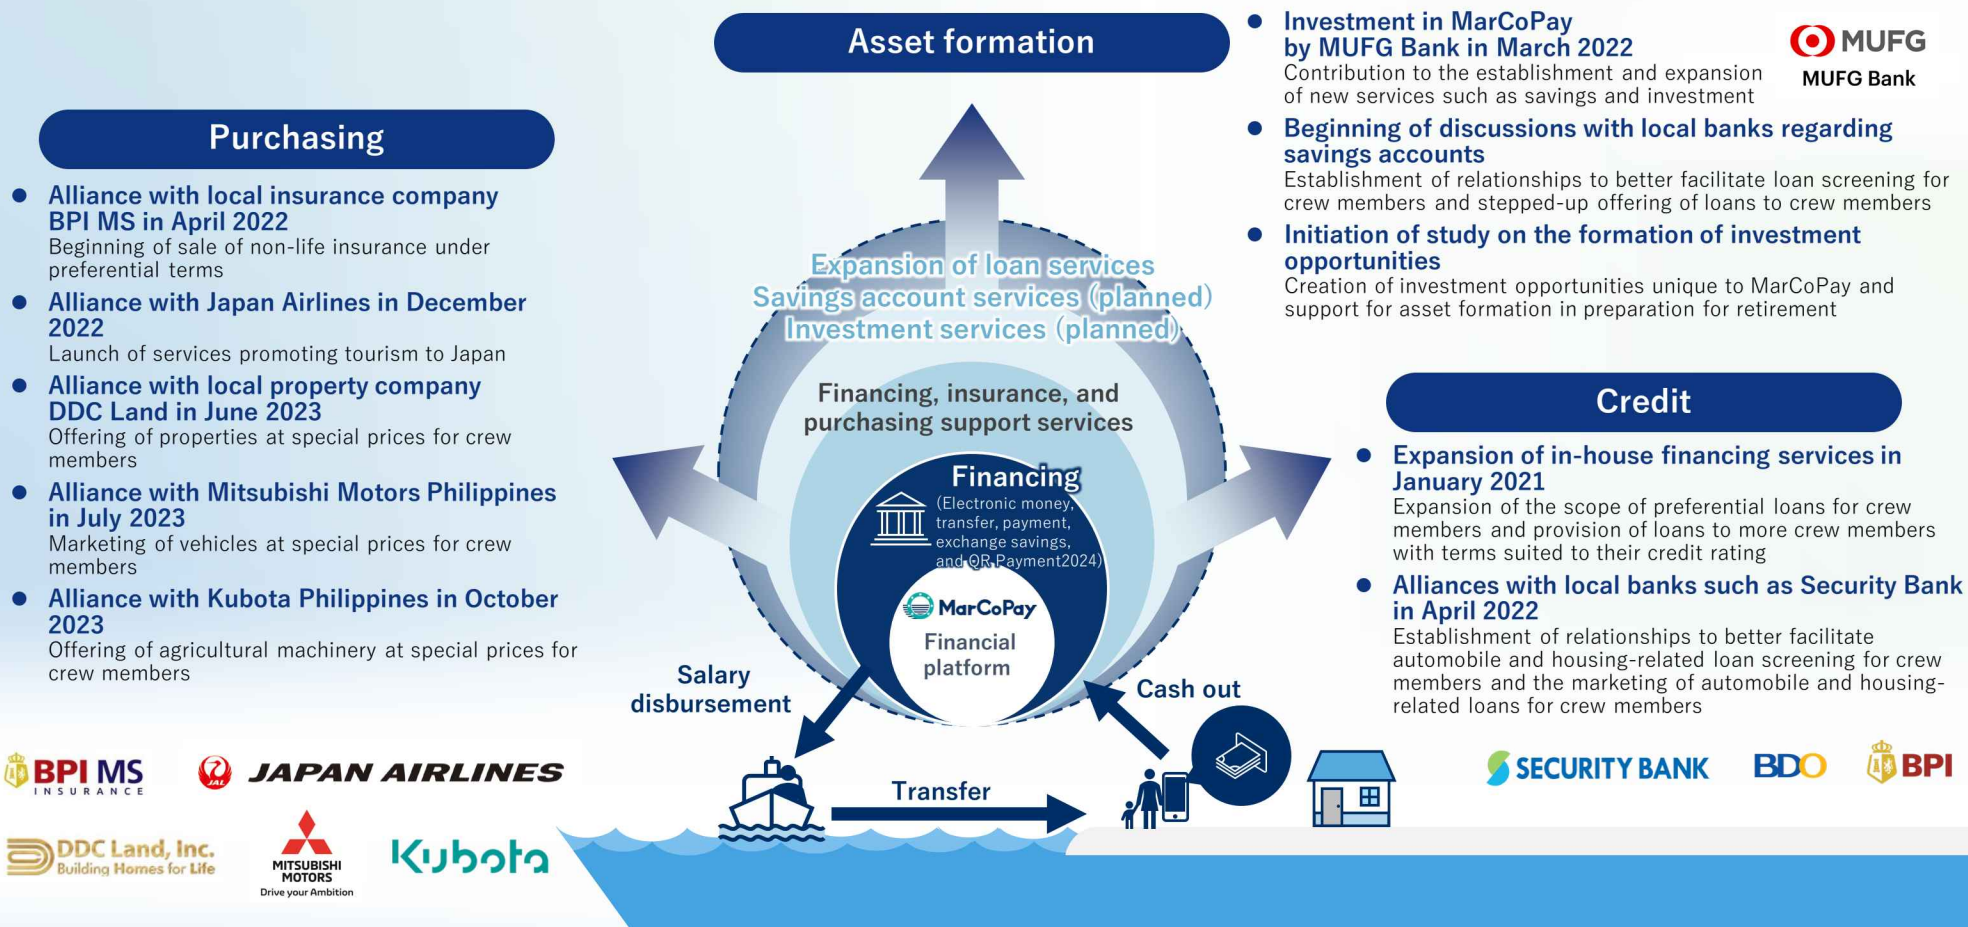 Asset formation
Investment in MarCoPay
by MUFG Bank in March 2022
Contribution to the establishment and expansion
of new services such as savings and investment
Beginning of discussions with local banks regarding
savings accounts
Establishment of relationships to better facilitate loan screening for
crew members and stepped-up offering of loans to crew members
Initiation of study on the formation of investment
opportunities
Creation of investment opportunities unique to MarCoPay and
support for asset formation in preparation for retirement
MUFG
MUFG Bank
Purchasing
Alliance with local insurance company
BPI MS in April 2022
Beginning of sale of non-life insurance under
preferential terms
Alliance with Japan Airlines in December
2022
Launch of services promoting tourism to Japan
Alliance with local property company
DDC Land in June 2023
Offering of properties at special prices for crew
members
Alliance with Mitsubishi Motors Philippines
in July 2023
Marketing of vehicles at special prices for crew
members
Alliance with Kubota Philippines in October
2023
Offering of agricultural machinery at special prices for
crew members
Expansion of loan services
Savings account services (planned)
Investment services (planned)
Financing, insurance, and
purchasing support services
Financing
(Electronic money,
transfer, payment,
exchange savings,
and QR Payment2024)
MarCoPay
Financial
platform
Salary
disbursement
Transfer
Cash out
Credit
Expansion of in-house financing services in
January 2021
Expansion of the scope of preferential loans for crew
members and provision of loans to more crew members
with terms suited to their credit rating
Alliances with local banks such as Security Bank
in April 2022
Establishment of relationships to better facilitate
automobile and housing-related loan screening for crew
members and the marketing of automobile and housing-
related loans for crew members
BPI MS
INSURANCE
JAL
JAPAN AIRLINES
DDC Land, Inc.
Building Homes for Life
MITSUBISHI
MOTORS
Drive your Ambition
Kubota
SECURITY BANK
BDO
BPI